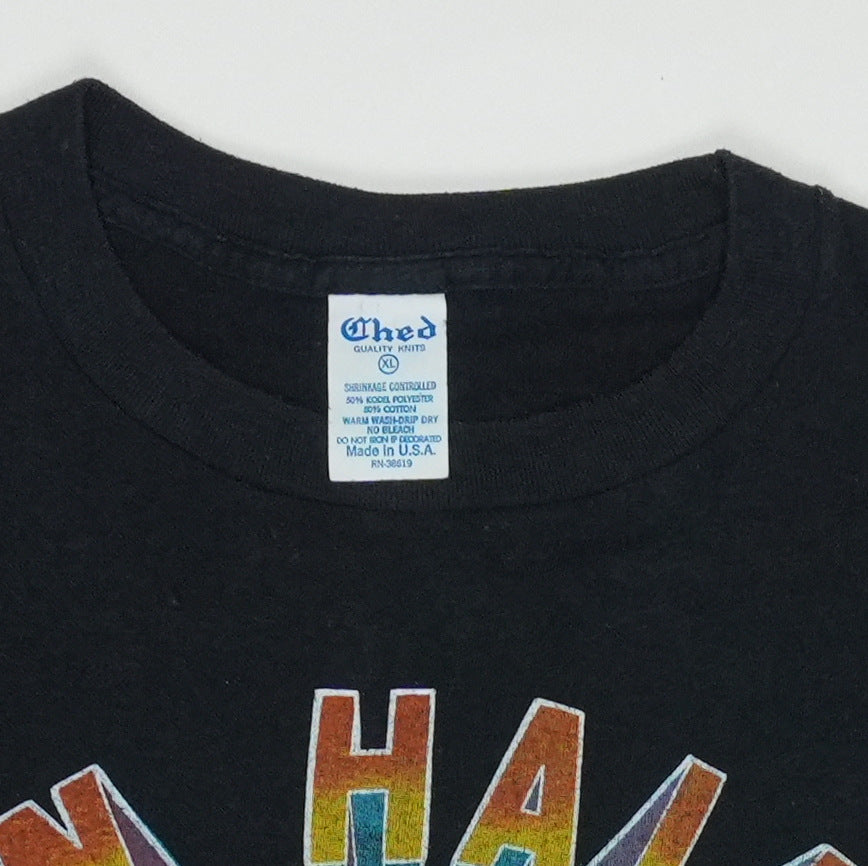 Ched
QUALITY KNITS
XL
SHRINKAGE CONTROLLED
50% KODEL POLYESTER
50% COTTON
WARM WASH-DRIP DRY
NO BLEACH
DO NOT IRON IF DECORATED
Made In U.S.A.
RN-38619
N HAL